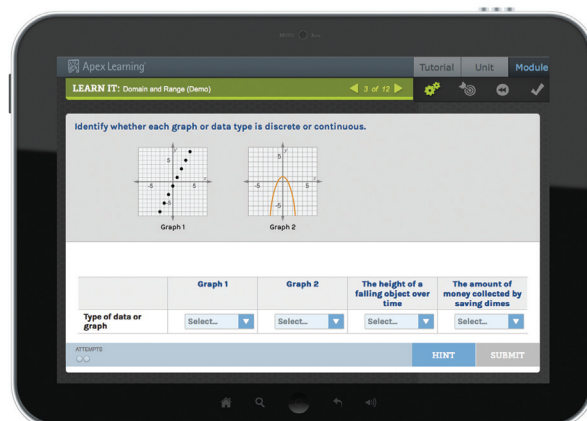 Apex Learning
Tutorial Unit Module
LEARN IT: Domain and Range (Demo) 3 of 12
Identify whether each graph or data type is discrete or continuous.
y
5
-5 5 x
-5
Graph 1
y
5
-5 5 x
-5
Graph 2
Graph 1 Graph 2 The height of a falling object over time The amount of money collected by saving dimes
Type of data or graph Select... Select... Select... Select...
ATTEMPTS
HINT SUBMIT